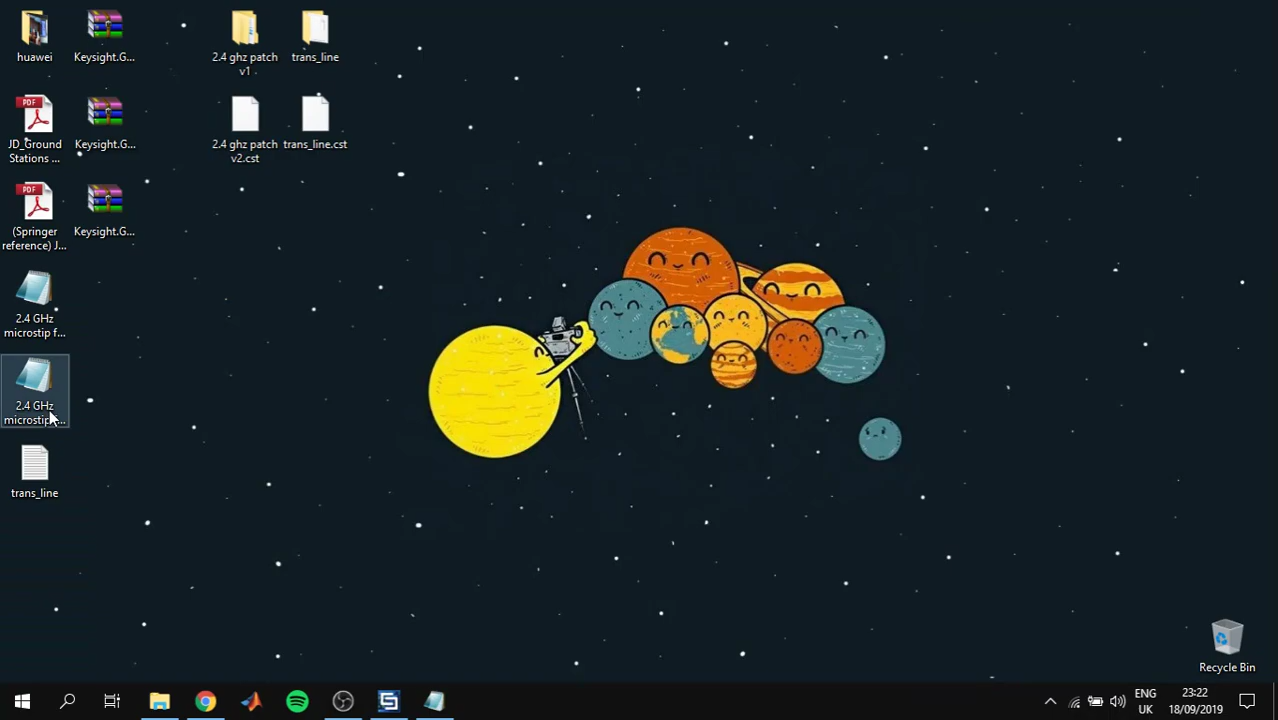 huawei
Keysight.G...
2.4 ghz patch
v1
trans_line
PDF
JD_Ground
Stations ...
Keysight.G...
2.4 ghz patch
v2.cst
trans_line.cst
PDF
(Springer
reference) J...
Keysight.G...
2.4 GHz
microstip f...
2.4 GHz
microstip
trans_line
Recycle Bin
ENG
UK
23:22
18/09/2019